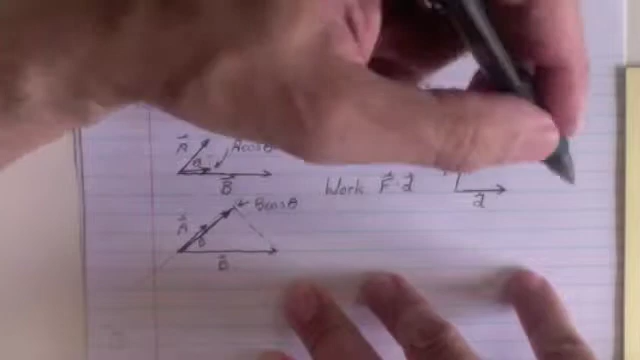 A⃗ θ A cos θ
B⃗
Work F⃗·d⃗
d⃗
A⃗ θ B cos θ
B⃗